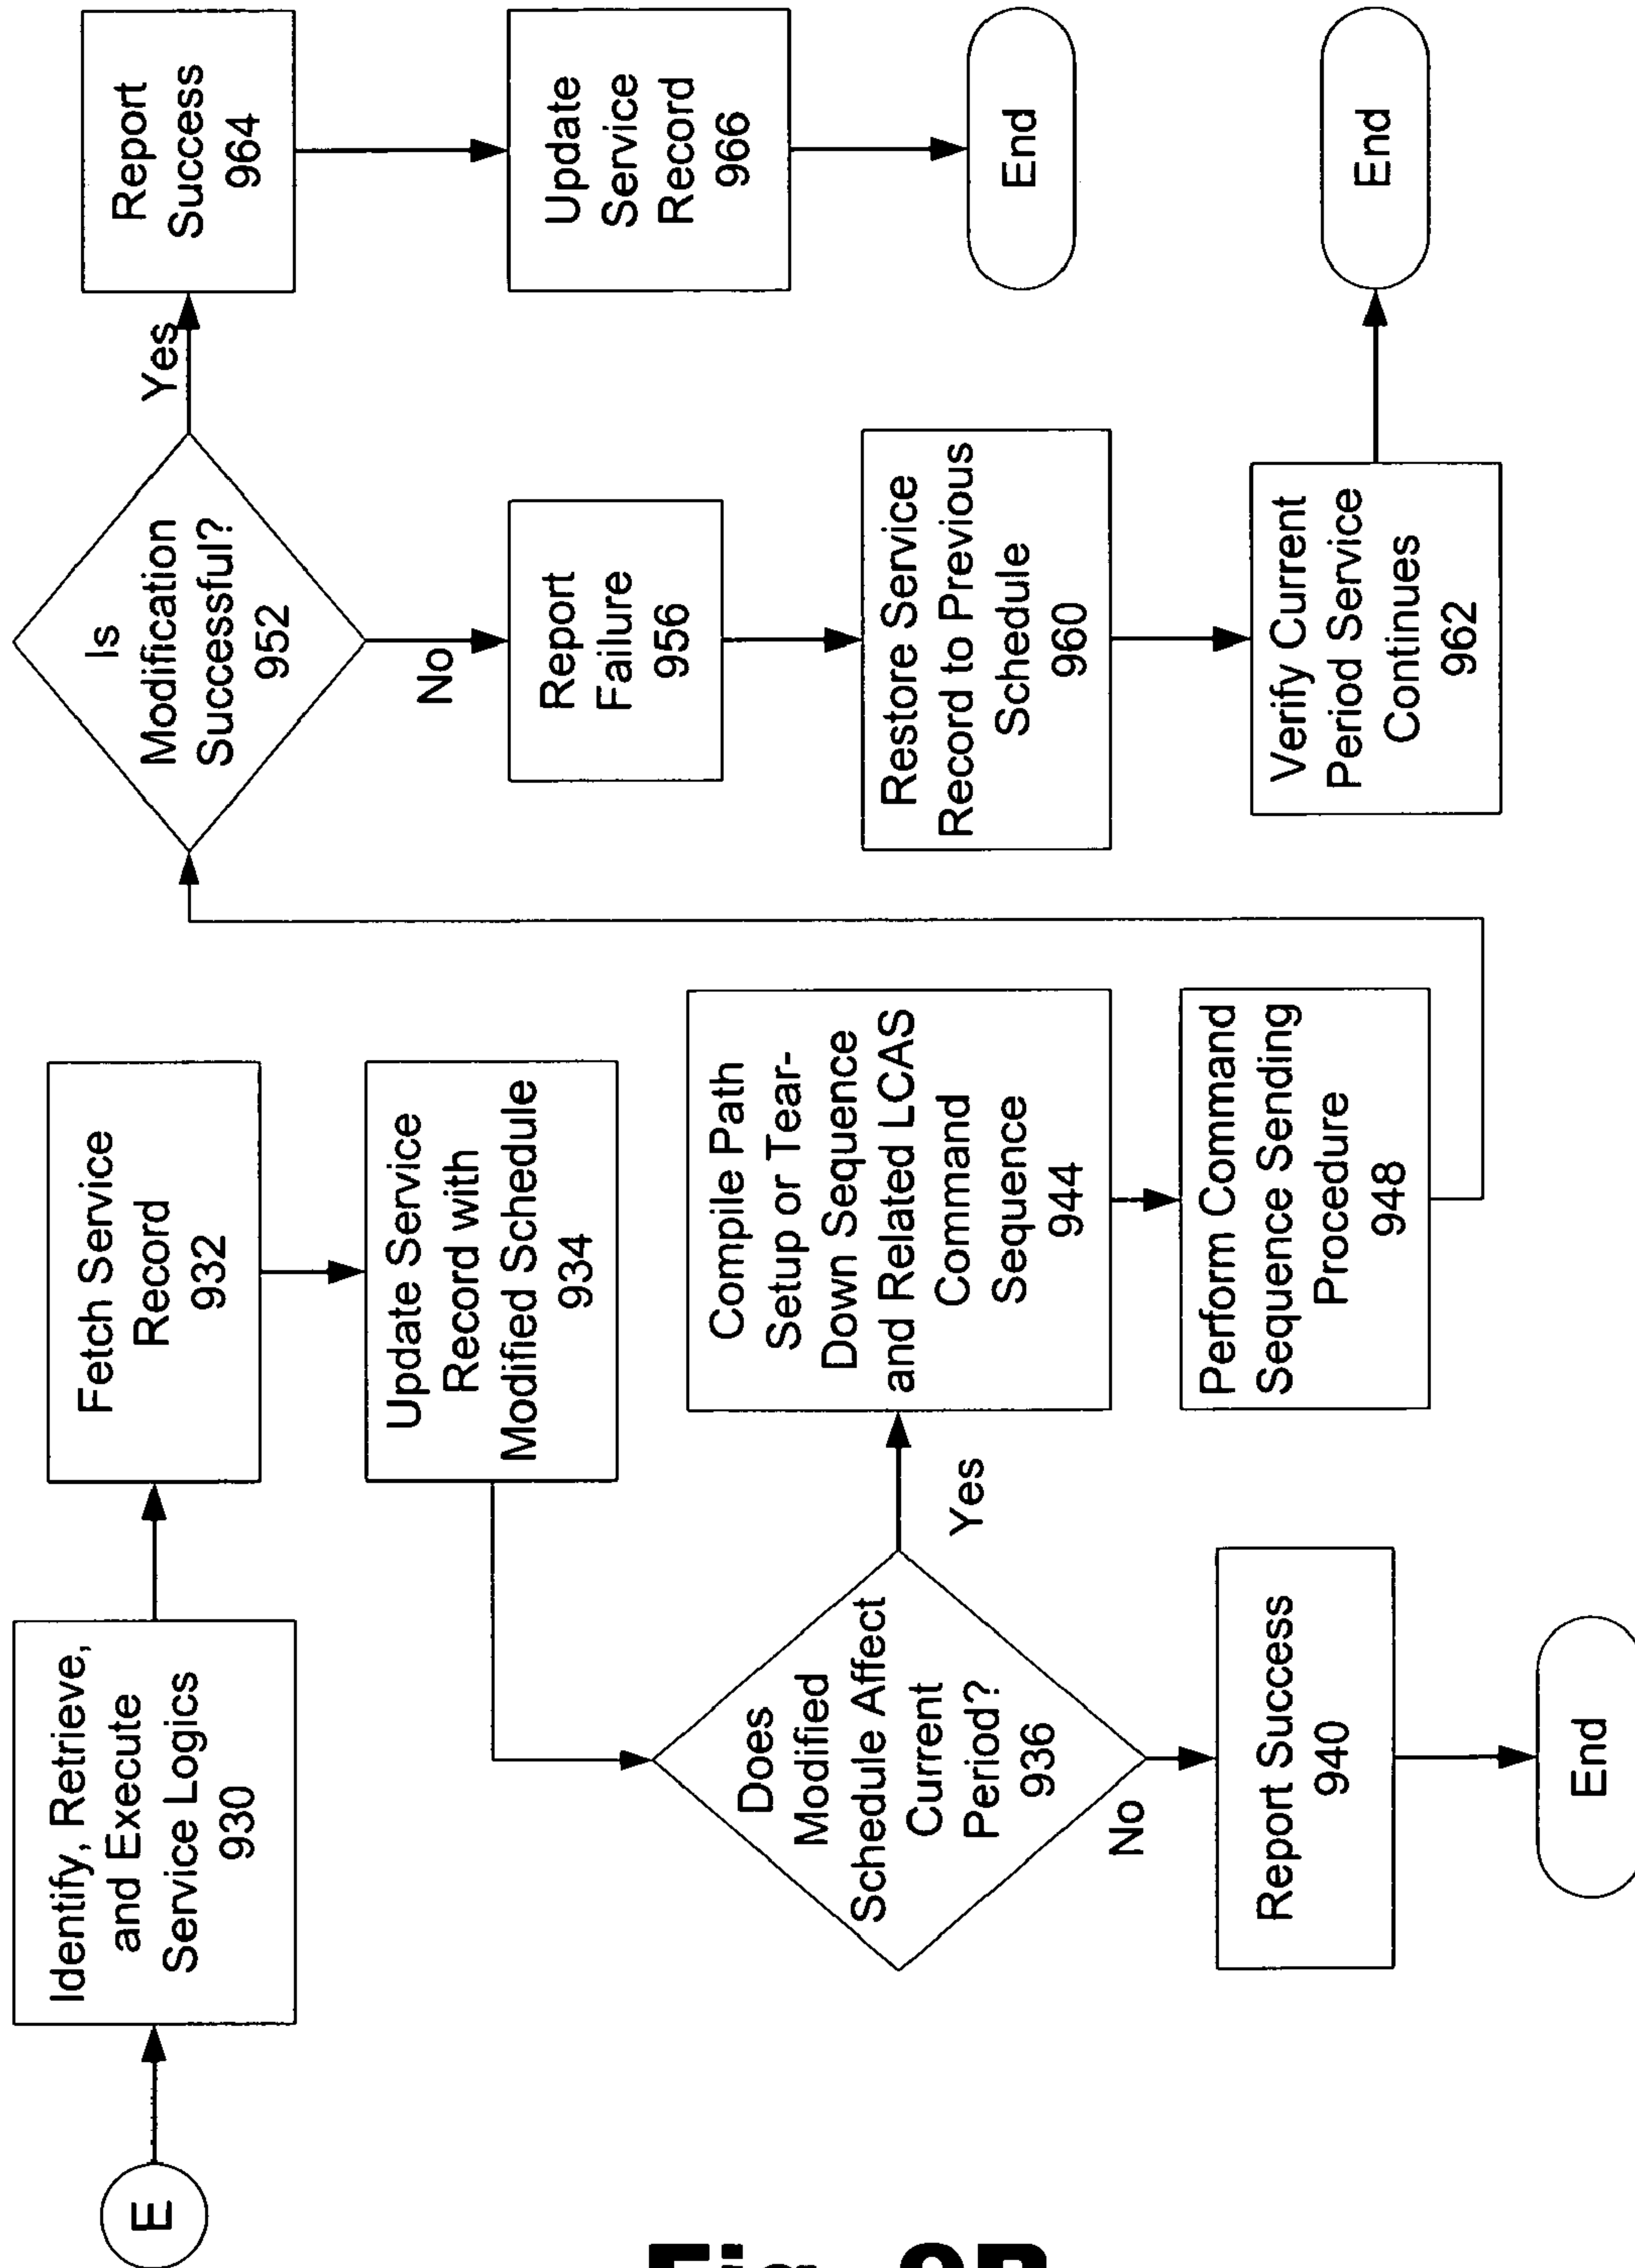 E
Identify, Retrieve,
and Execute
Service Logics
930
Fetch Service
Record
932
Update Service
Record with
Modified Schedule
934
Does
Modified
Schedule Affect
Current
Period?
936
Yes
No
Report Success
940
End
Compile Path
Setup or Tear-
Down Sequence
and Related LCAS
Command
Sequence
944
Perform Command
Sequence Sending
Procedure
948
Is
Modification
Successful?
952
Yes
No
Report
Failure
956
Restore Service
Record to Previous
Schedule
960
Verify Current
Period Service
Continues
962
End
Report
Success
964
Update
Service
Record
966
End